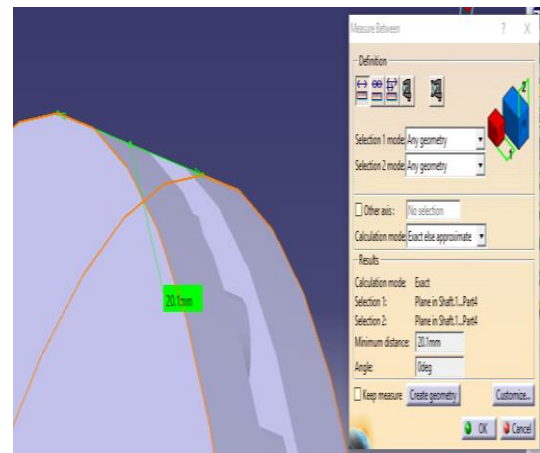 Measure Between ? X
Definition
2
1
Selection 1 mode: Any geometry
Selection 2 mode: Any geometry
Other axis: No selection
Calculation mode: Exact else approximate
Results
Calculation mode: Exact
Selection 1: Plane in Shaft.1...Part4
Selection 2: Plane in Shaft.1...Part4
Minimum distance: 20.1mm
Angle: 0deg
Keep measure Create geometry Customize...
OK Cancel
20.1mm